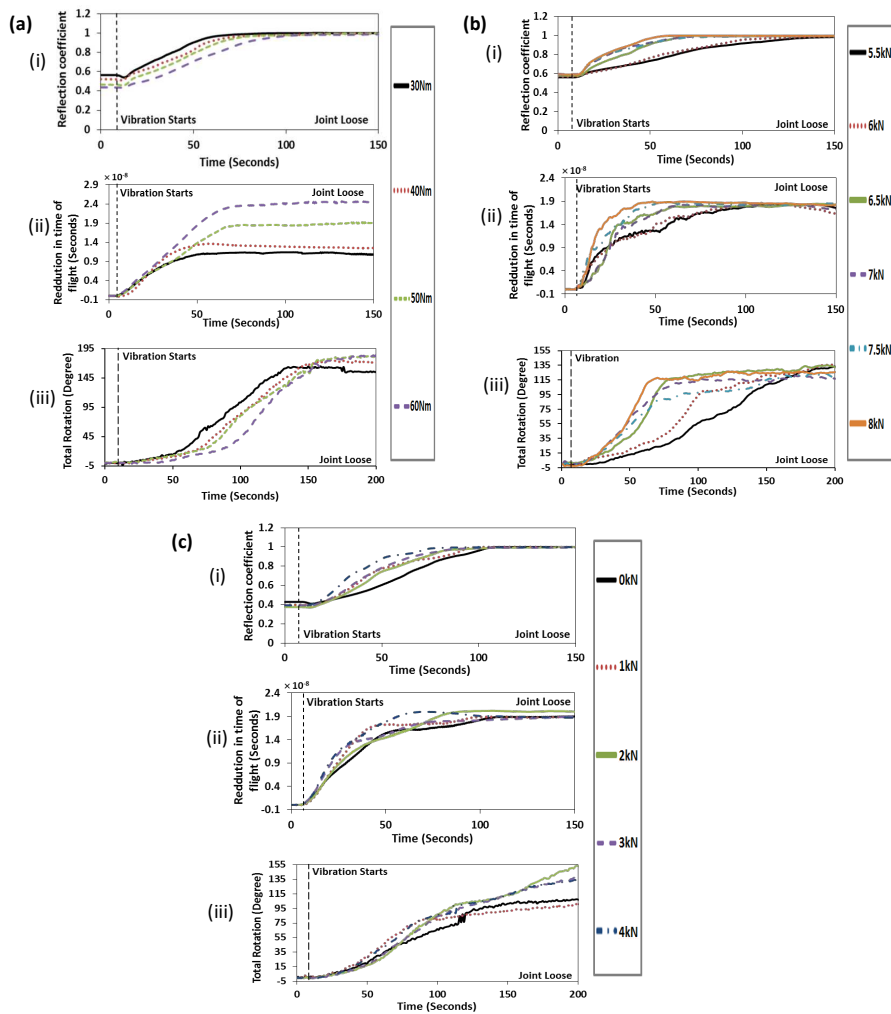 (a)
(i)
Reflection coefficient
1.2
1
0.8
0.6
0.4
0.2
0
Vibration Starts
Joint Loose
0
50
100
150
Time (Seconds)
(ii)
Reddution in time of
flight (Seconds)
× 10⁻⁸
2.9
2.4
1.9
1.4
0.9
0.4
-0.1
Vibration Starts
Joint Loose
0
50
100
150
Time (Seconds)
(iii)
Total Rotation (Degree)
195
145
95
45
-5
Vibration Starts
Joint Loose
0
50
100
150
200
Time (Seconds)
30Nm
40Nm
50Nm
60Nm
(b)
(i)
Reflection coefficient
1.2
1
0.8
0.6
0.4
0.2
0
Vibration Starts
Joint Loose
0
50
100
150
Time (Seconds)
(ii)
Reddution in time of
flight (Seconds)
× 10⁻⁸
2.4
1.9
1.4
0.9
0.4
-0.1
Vibration Starts
Joint Loose
0
50
100
150
Time (Seconds)
(iii)
Total Rotation (Degree)
155
135
115
95
75
55
35
15
-5
Vibration
Joint Loose
0
50
100
150
200
Time (Seconds)
5.5kN
6kN
6.5kN
7kN
7.5kN
8kN
(c)
(i)
Reflection coefficient
1.2
1
0.8
0.6
0.4
0.2
0
Vibration Starts
Joint Loose
0
50
100
150
Time (Seconds)
(ii)
Reddution in time of
flight (Seconds)
× 10⁻⁸
2.4
1.9
1.4
0.9
0.4
-0.1
Vibration Starts
Joint Loose
0
50
100
150
Time (Seconds)
(iii)
Total Rotation (Degree)
155
135
115
95
75
55
35
15
-5
Vibration Starts
Joint Loose
0
50
100
150
200
Time (Seconds)
0kN
1kN
2kN
3kN
4kN